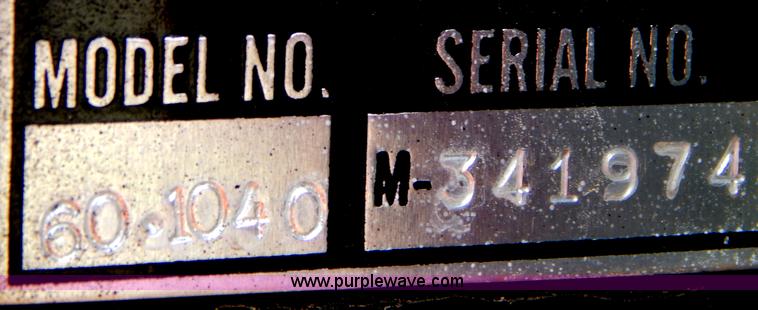 MODEL NO. SERIAL NO.
60.1040 M-341974
www.purplewave.com